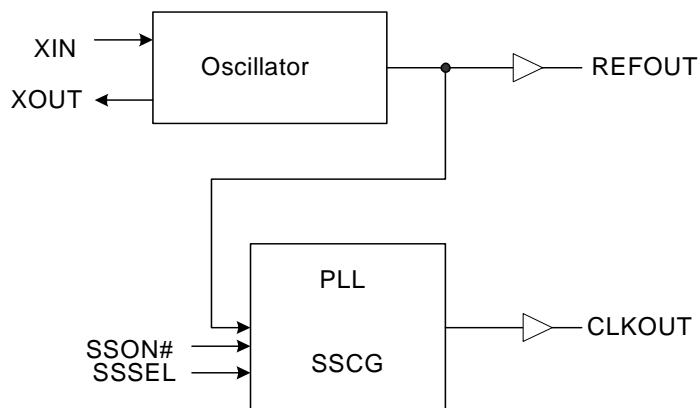 XIN
Oscillator
REFOUT
XOUT
PLL
CLKOUT
SSON#
SSSEL
SSCG